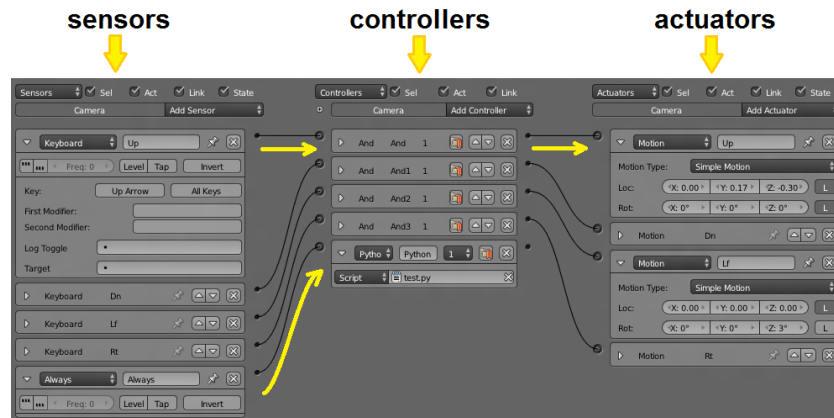 sensors
controllers
actuators
Sensors Sel Act Link State
Camera Add Sensor
Keyboard Up
Freq: 0 Level Tap Invert
Key: Up Arrow All Keys
First Modifier:
Second Modifier:
Log Toggle
Target
Keyboard Dn
Keyboard Lf
Keyboard Rt
Always Always
Freq: 0 Level Tap Invert
Controllers Sel Act Link
Camera Add Controller
And And 1
And And1 1
And And2 1
And And3 1
Pytho Python 1
Script test.py
Actuators Sel Act Link State
Camera Add Actuator
Motion Up
Motion Type: Simple Motion
Loc: X: 0.00 Y: 0.17 Z: -0.30 L
Rot: X: 0° Y: 0° Z: 0° L
Motion Dn
Motion Lf
Motion Type: Simple Motion
Loc: X: 0.00 Y: 0.00 Z: 0.00 L
Rot: X: 0° Y: 0° Z: 3° L
Motion Rt